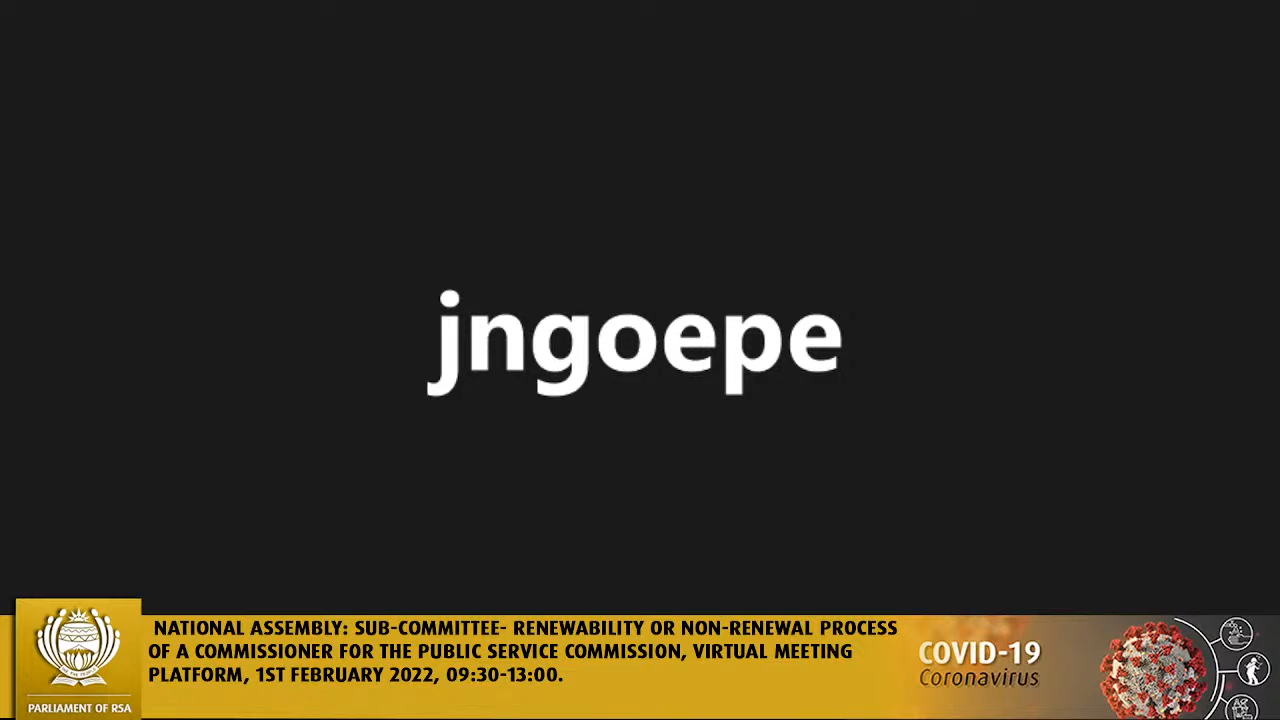 jngoepe
NATIONAL ASSEMBLY: SUB-COMMITTEE- RENEWABILITY OR NON-RENEWAL PROCESS
OF A COMMISSIONER FOR THE PUBLIC SERVICE COMMISSION, VIRTUAL MEETING
PLATFORM, 1ST FEBRUARY 2022, 09:30-13:00.
PARLIAMENT OF RSA
COVID-19
Coronavirus